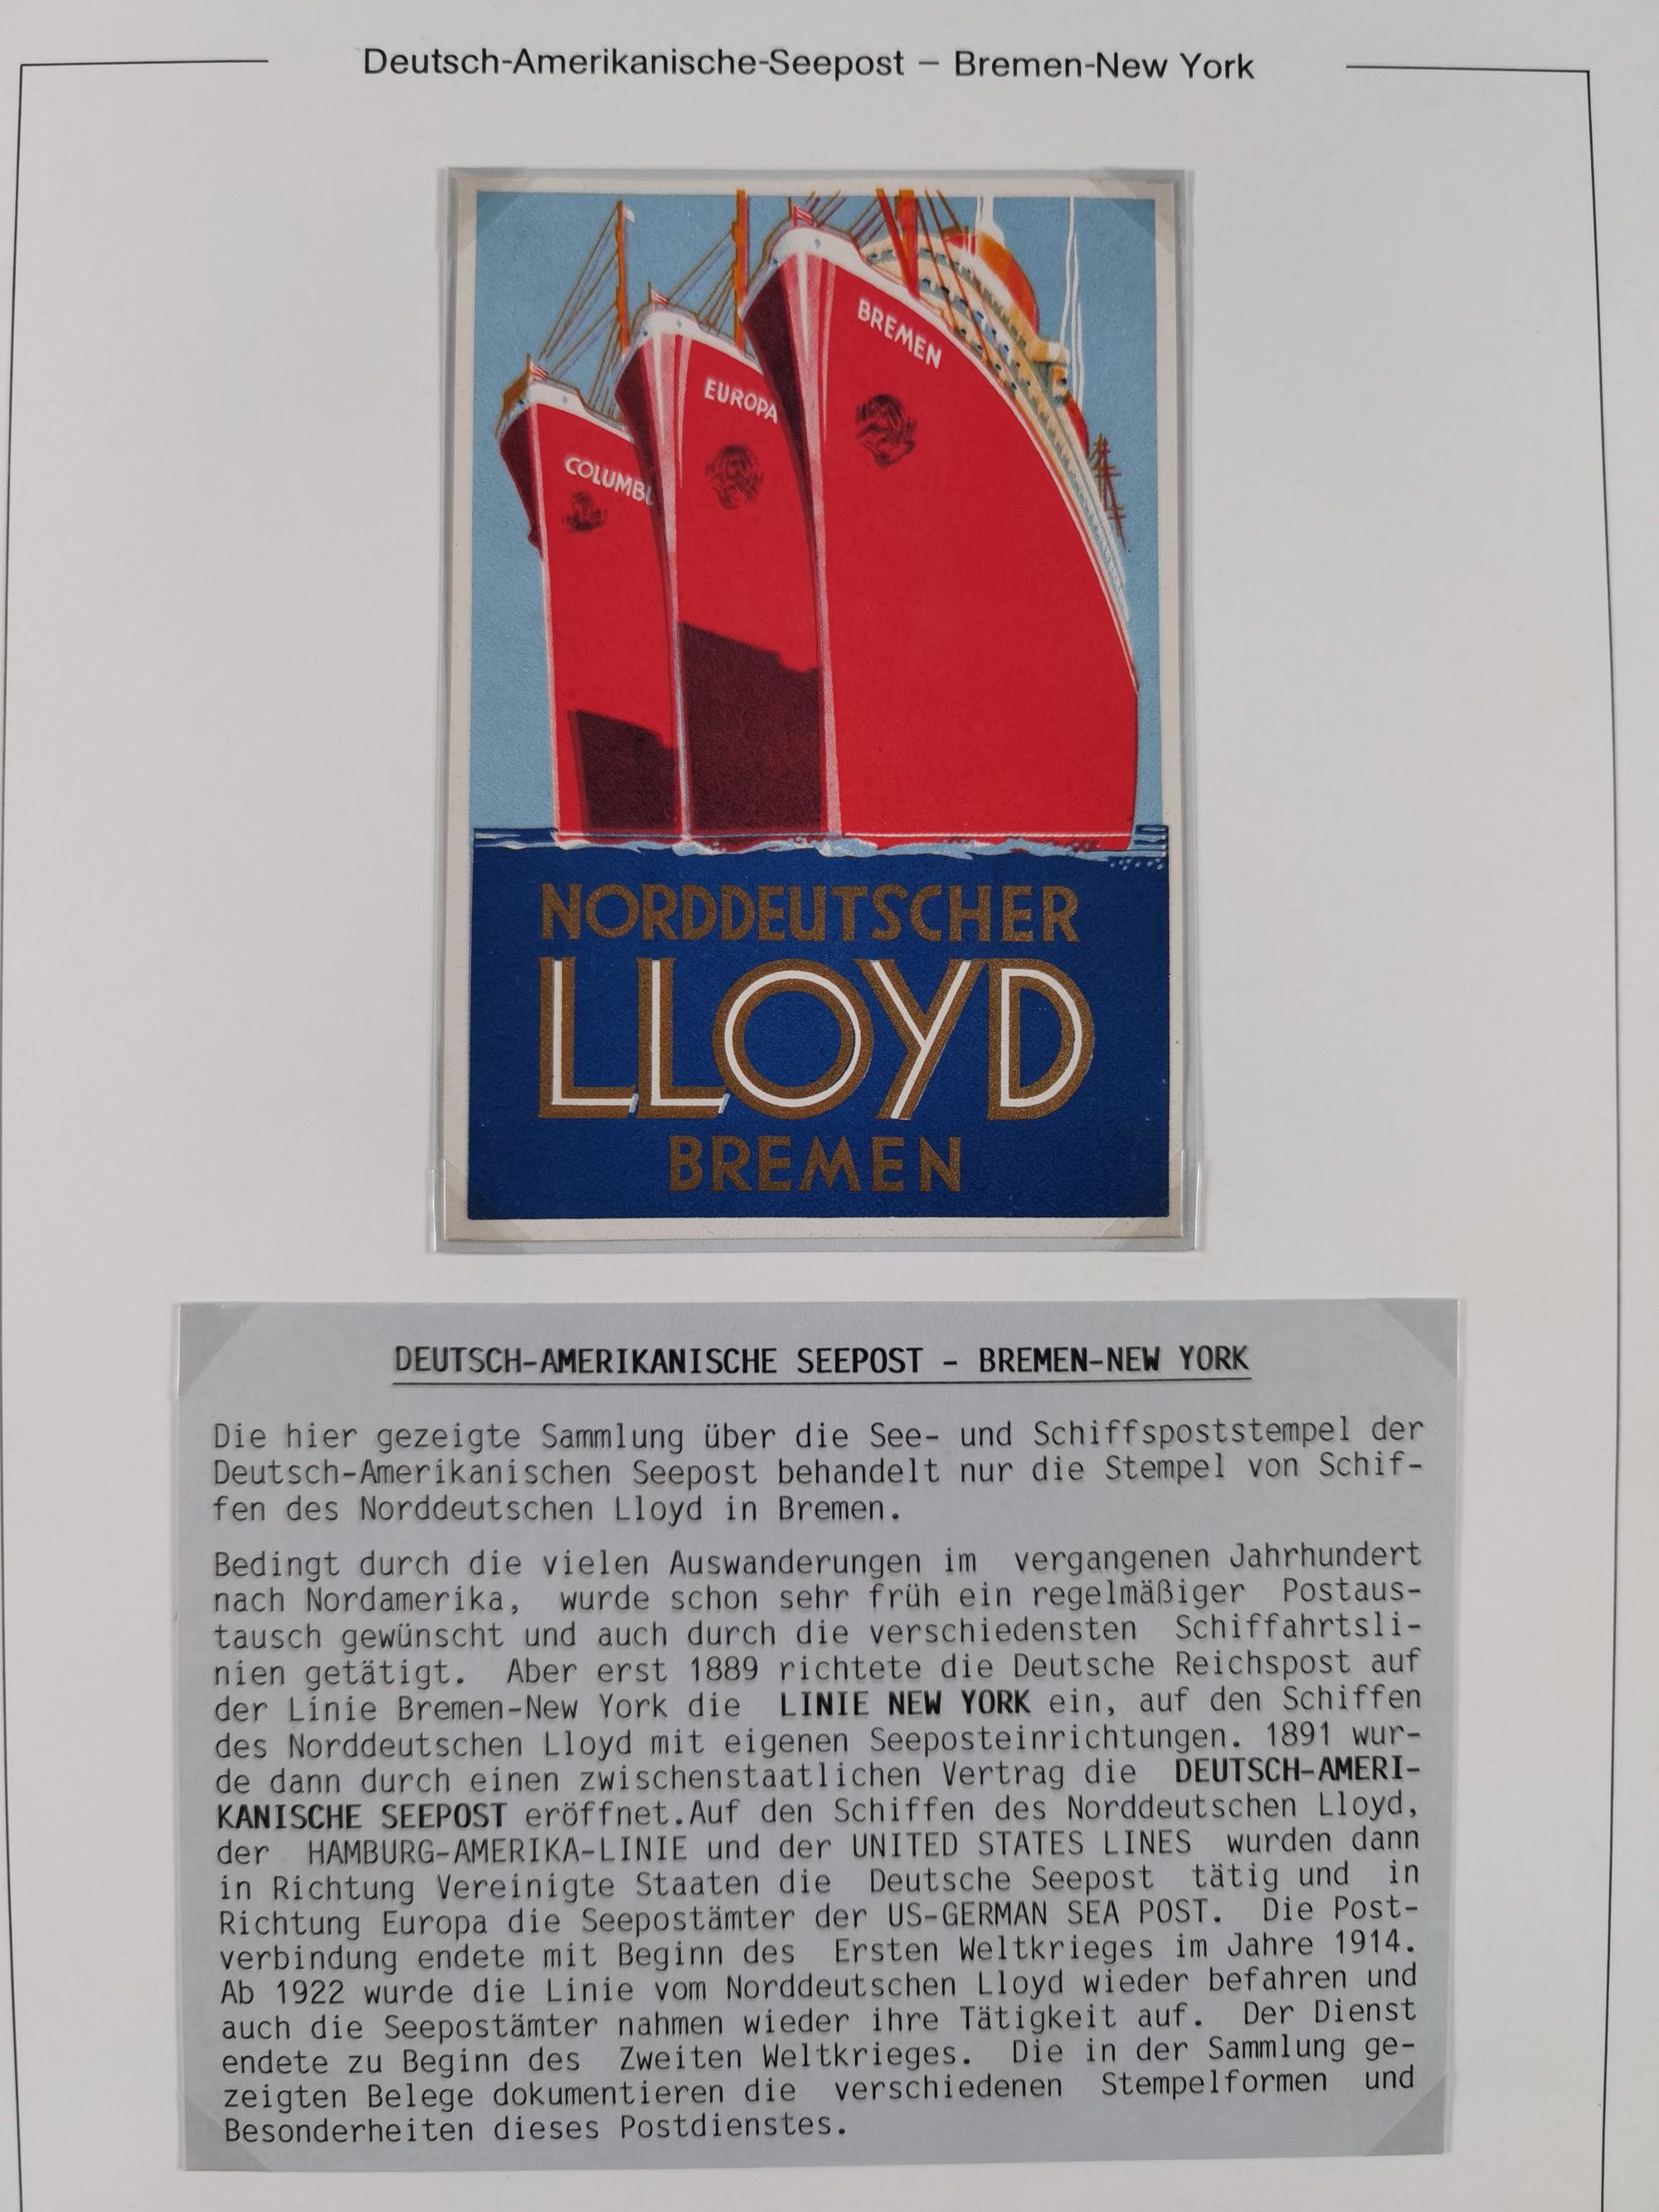 Deutsch-Amerikanische-Seepost – Bremen-New York
BREMEN
EUROPA
COLUMBU
NORDDEUTSCHER
LLOYD
BREMEN
DEUTSCH-AMERIKANISCHE SEEPOST - BREMEN-NEW YORK
Die hier gezeigte Sammlung über die See- und Schiffspoststempel der
Deutsch-Amerikanischen Seepost behandelt nur die Stempel von Schif-
fen des Norddeutschen Lloyd in Bremen.
Bedingt durch die vielen Auswanderungen im vergangenen Jahrhundert
nach Nordamerika, wurde schon sehr früh ein regelmäßiger Postaus-
tausch gewünscht und auch durch die verschiedensten Schiffahrtsli-
nien getätigt. Aber erst 1889 richtete die Deutsche Reichspost auf
der Linie Bremen-New York die LINIE NEW YORK ein, auf den Schiffen
des Norddeutschen Lloyd mit eigenen Seeposteinrichtungen. 1891 wur-
de dann durch einen zwischenstaatlichen Vertrag die DEUTSCH-AMERI-
KANISCHE SEEPOST eröffnet.Auf den Schiffen des Norddeutschen Lloyd,
der HAMBURG-AMERIKA-LINIE und der UNITED STATES LINES wurden dann
in Richtung Vereinigte Staaten die Deutsche Seepost tätig und in
Richtung Europa die Seepostämter der US-GERMAN SEA POST. Die Post-
verbindung endete mit Beginn des Ersten Weltkrieges im Jahre 1914.
Ab 1922 wurde die Linie vom Norddeutschen Lloyd wieder befahren und
auch die Seepostämter nahmen wieder ihre Tätigkeit auf. Der Dienst
endete zu Beginn des Zweiten Weltkrieges. Die in der Sammlung ge-
zeigten Belege dokumentieren die verschiedenen Stempelformen und
Besonderheiten dieses Postdienstes.